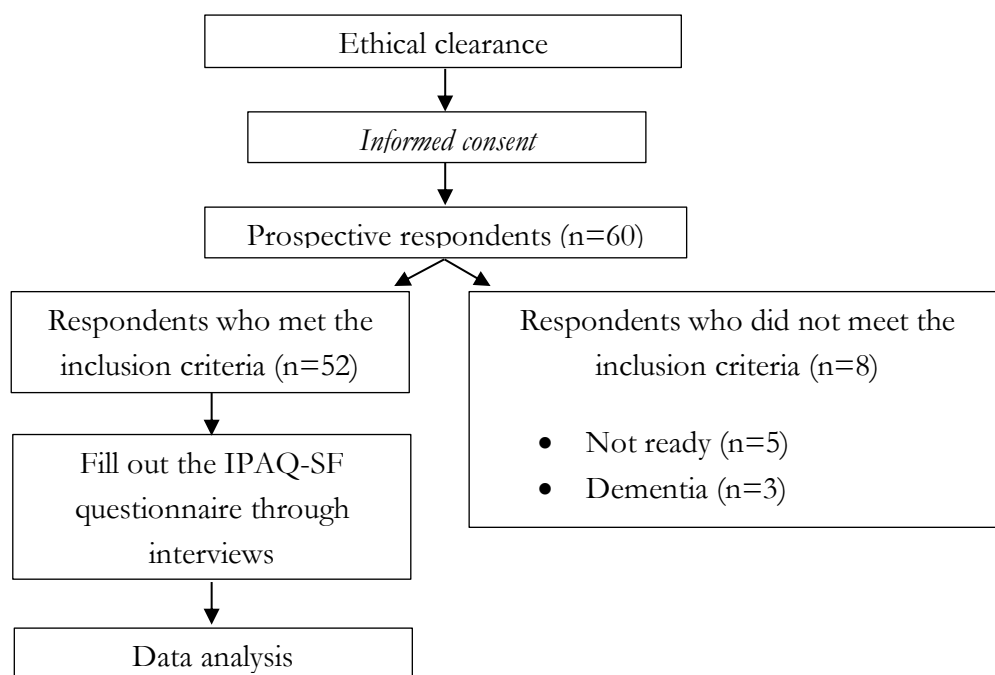 Ethical clearance
Informed consent
Prospective respondents (n=60)
Respondents who met the
inclusion criteria (n=52)
Respondents who did not meet the
inclusion criteria (n=8)
• Not ready (n=5)
• Dementia (n=3)
Fill out the IPAQ-SF
questionnaire through
interviews
Data analysis